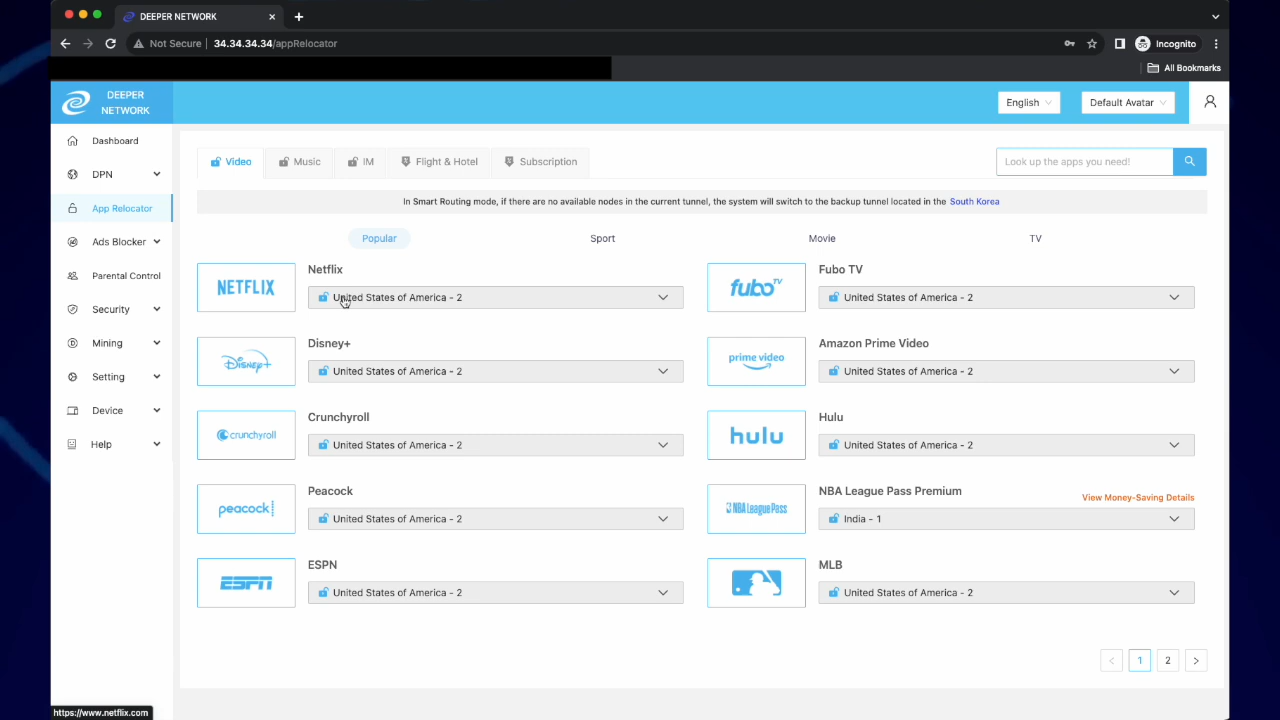 DEEPER NETWORK
Not Secure
34.34.34.34/appRelocator
Incognito
All Bookmarks
DEEPER
NETWORK
English
Default Avatar
Dashboard
DPN
App Relocator
Ads Blocker
Parental Control
Security
Mining
Setting
Device
Help
Video
Music
IM
Flight & Hotel
Subscription
Look up the apps you need!
In Smart Routing mode, if there are no available nodes in the current tunnel, the system will switch to the backup tunnel located in the South Korea
Popular
Sport
Movie
TV
NETFLIX
Netflix
United States of America - 2
fubo TV
Fubo TV
United States of America - 2
Disney+
Disney+
United States of America - 2
prime video
Amazon Prime Video
United States of America - 2
crunchyroll
Crunchyroll
United States of America - 2
hulu
Hulu
United States of America - 2
peacock
Peacock
United States of America - 2
NBA League Pass
NBA League Pass Premium
View Money-Saving Details
India - 1
ESPN
ESPN
United States of America - 2
MLB
United States of America - 2
1
2
https://www.netflix.com